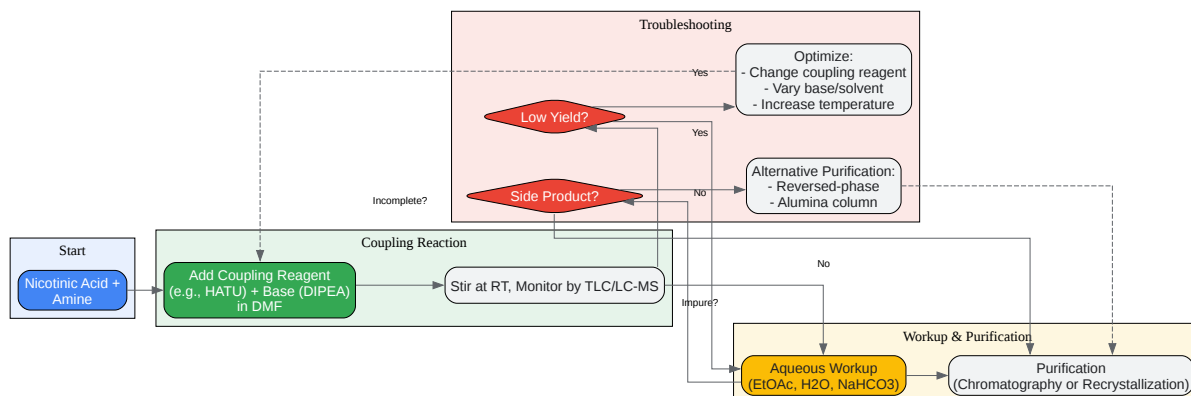 Troubleshooting
Optimize:
- Change coupling reagent
- Vary base/solvent
- Increase temperature
Yes
Low Yield?
Yes
Alternative Purification:
- Reversed-phase
- Alumina column
Side Product?
No
Incomplete?
Start
Nicotinic Acid +
Amine
Coupling Reaction
Add Coupling Reagent
(e.g., HATU) + Base (DIPEA)
in DMF
Stir at RT, Monitor by TLC/LC-MS
No
Impure?
Workup & Purification
Aqueous Workup
(EtOAc, H2O, NaHCO3)
Purification
(Chromatography or Recrystallization)